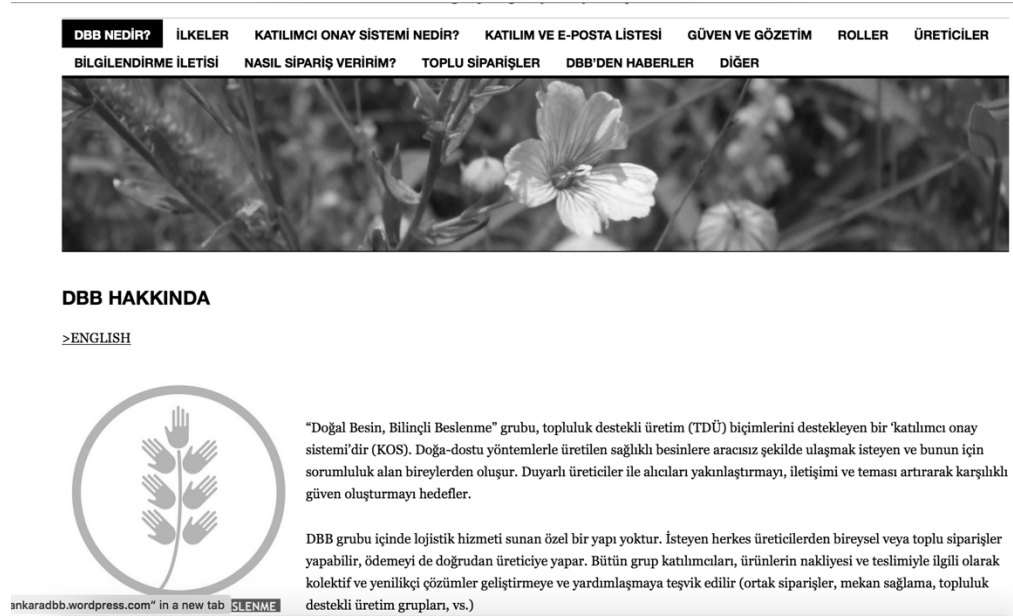 DBB NEDİR? İLKELER KATILIMCI ONAY SİSTEMİ NEDİR? KATILIM VE E-POSTA LİSTESİ GÜVEN VE GÖZETİM ROLLER ÜRETİCİLER
BİLGİLENDİRME İLETİSİ NASIL SİPARİŞ VERİRİM? TOPLU SİPARİŞLER DBB'DEN HABERLER DİĞER
DBB HAKKINDA
>ENGLISH
“Doğal Besin, Bilinçli Beslenme” grubu, topluluk destekli üretim (TDÜ) biçimlerini destekleyen bir ‘katılımcı onay
sistemi’dir (KOS). Doğa-dostu yöntemlerle üretilen sağlıklı besinlere aracısız şekilde ulaşmak isteyen ve bunun için
sorumluluk alan bireylerden oluşur. Duyarlı üreticiler ile alıcıları yakınlaştırmayı, iletişimi ve teması artırarak karşılıklı
güven oluşturmayı hedefler.
DBB grubu içinde lojistik hizmeti sunan özel bir yapı yoktur. İsteyen herkes üreticilerden bireysel veya toplu siparişler
yapabilir, ödemeyi de doğrudan üreticiye yapar. Bütün grup katılımcıları, ürünlerin nakliyesi ve teslimiyle ilgili olarak
kolektif ve yenilikçi çözümler geliştirmeye ve yardımlaşmaya teşvik edilir (ortak siparişler, mekan sağlama, topluluk
destekli üretim grupları, vs.)
ankaradbb.wordpress.com” in a new tab SLENME